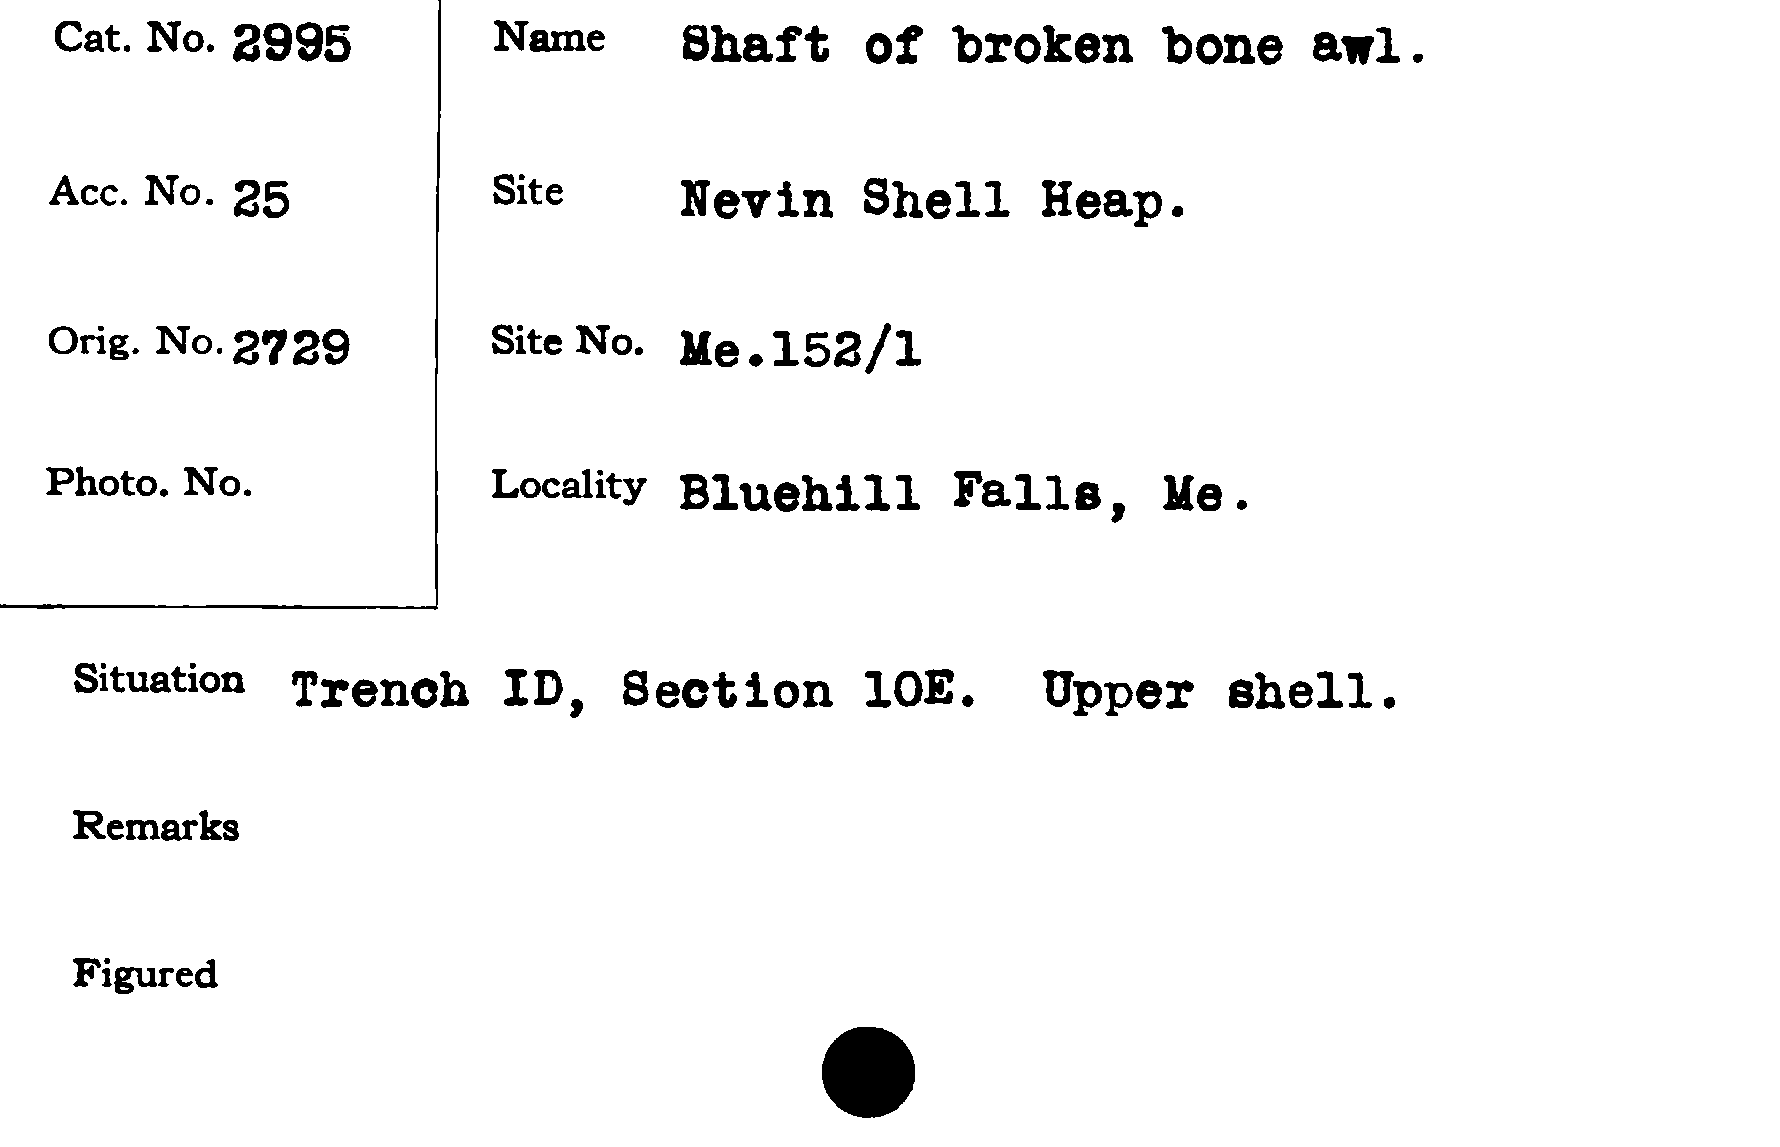 Cat. No. 2995
Name Shaft of broken bone awl.
Acc. No. 25
Site Nevin Shell Heap.
Orig. No. 2729
Site No. Me.152/1
Photo. No.
Locality Bluehill Falls, Me.
Situation Trench ID, Section 10E. Upper shell.
Remarks
Figured